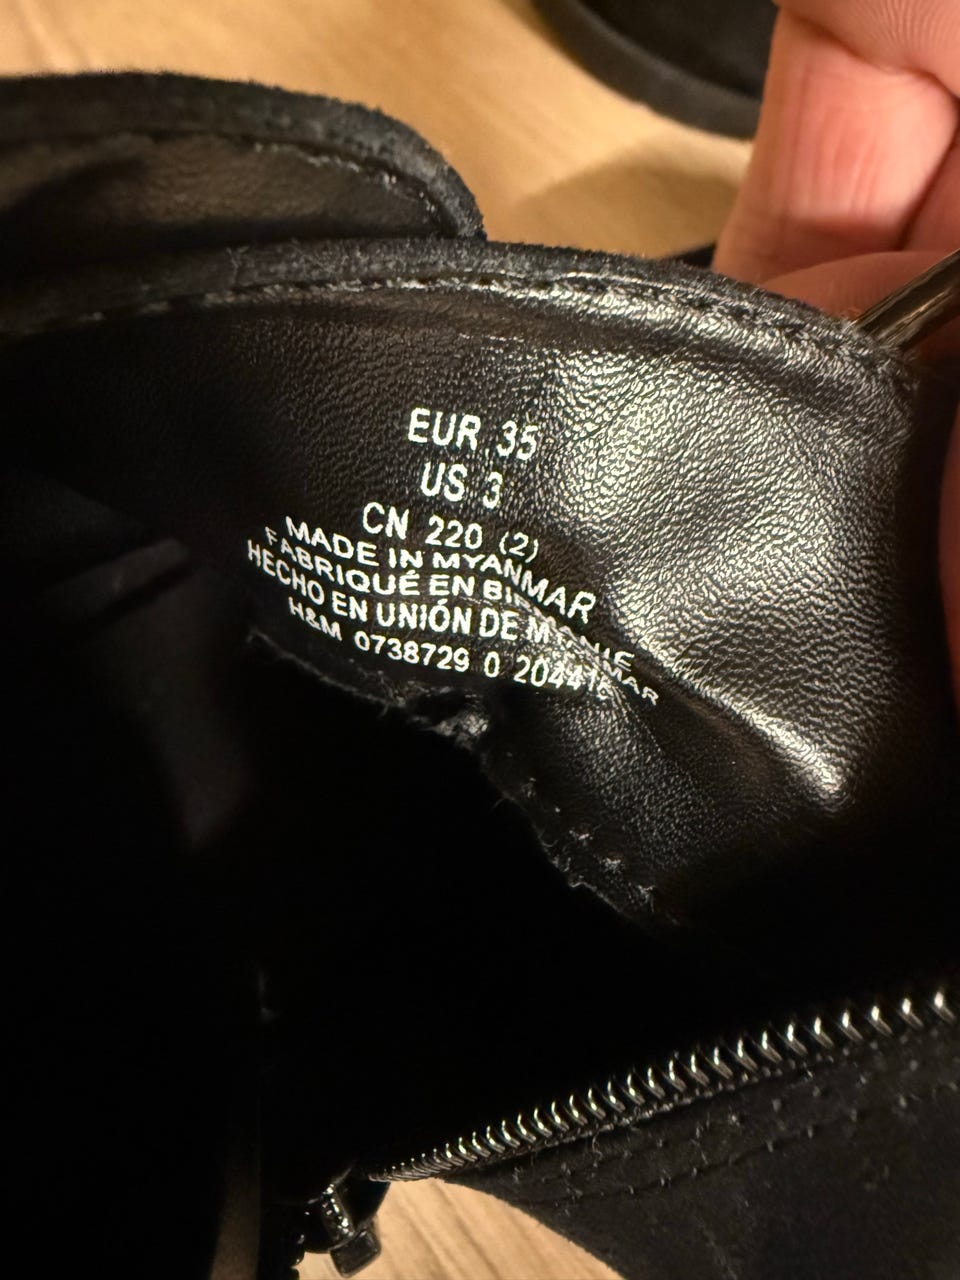 EUR 35
US 3
CN 220 (2)
MADE IN MYANMAR
FABRIQUÉ EN BIRMANIE
HECHO EN UNIÓN DE MYANMAR
H&M 0738729 0